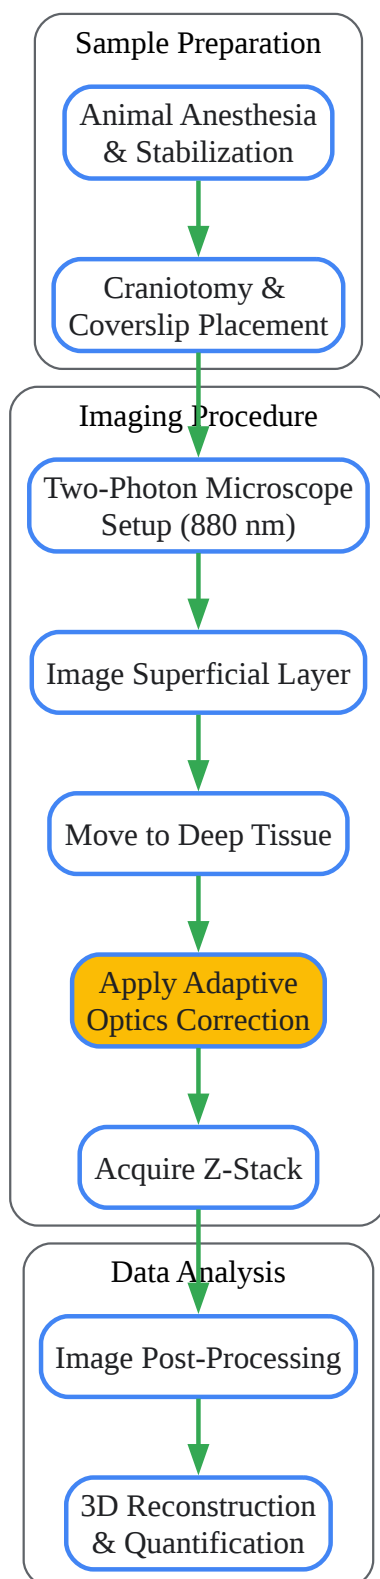 Sample Preparation
Animal Anesthesia
& Stabilization
Craniotomy &
Coverslip Placement
Imaging Procedure
Two-Photon Microscope
Setup (880 nm)
Image Superficial Layer
Move to Deep Tissue
Apply Adaptive
Optics Correction
Acquire Z-Stack
Data Analysis
Image Post-Processing
3D Reconstruction
& Quantification